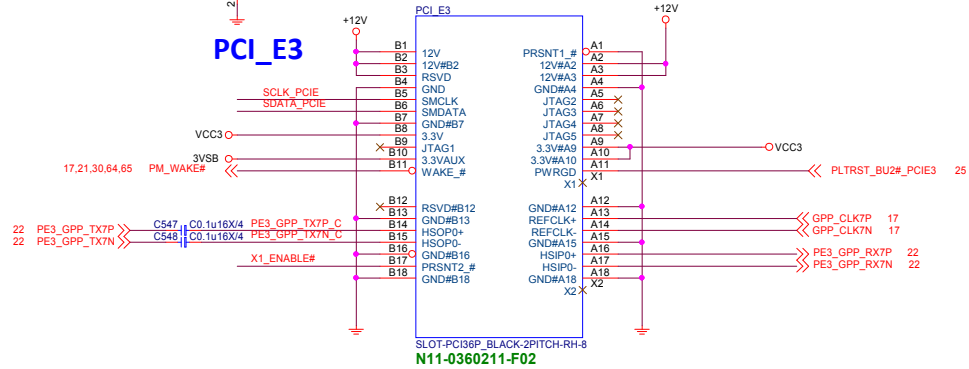 2
+12V
PCI_E3
+12V
PCI_E3
B1 12V PRSNT1_# A1
B2 12V#B2 12V#A2 A2
B3 RSVD 12V#A3 A3
B4 GND GND#A4 A4
SCLK_PCIE B5 SMCLK JTAG2 A5
SDATA_PCIE B6 SMDATA JTAG3 A6
B7 GND#B7 JTAG4 A7
VCC3 B8 3.3V JTAG5 A8
B9 JTAG1 3.3V#A9 A9 VCC3
3VSB B10 3.3VAUX 3.3V#A10 A10
17,21,30,64,65 PM_WAKE# B11 WAKE_# PWRGD A11 PLTRST_BU2#_PCIE3 25
X1 X1
B12 RSVD#B12 GND#A12 A12
B13 GND#B13 REFCLK+ A13 GPP_CLK7P 17
22 PE3_GPP_TX7P C547 C0.1u16X/4 PE3_GPP_TX7P_C B14 HSOP0+ REFCLK- A14 GPP_CLK7N 17
22 PE3_GPP_TX7N C548 C0.1u16X/4 PE3_GPP_TX7N_C B15 HSOP0- GND#A15 A15
B16 GND#B16 HSIP0+ A16 PE3_GPP_RX7P 22
X1_ENABLE# B17 PRSNT2_# HSIP0- A17 PE3_GPP_RX7N 22
B18 GND#B18 GND#A18 A18
X2 X2
SLOT-PCI36P_BLACK-2PITCH-RH-8
N11-0360211-F02